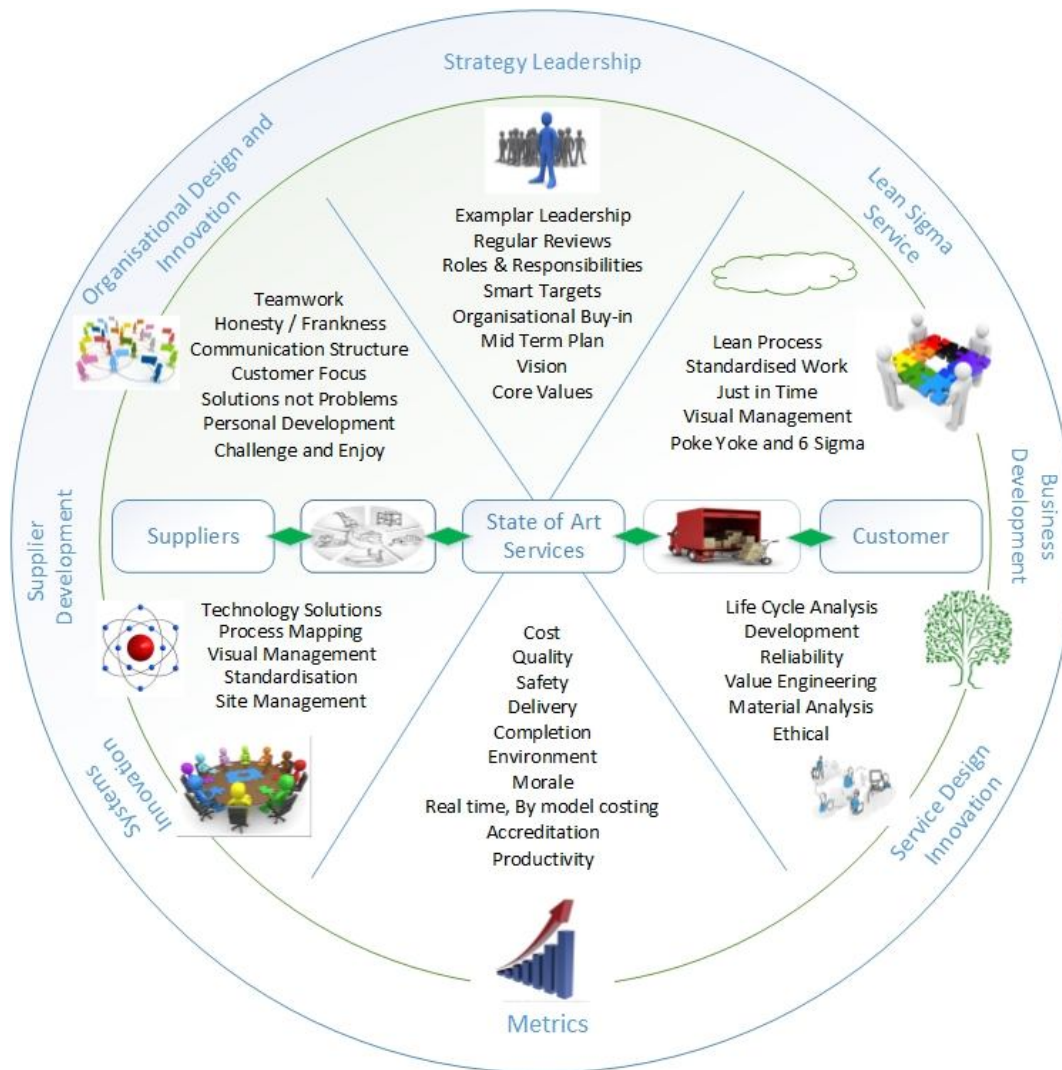 Strategy Leadership
Organisational Design and
Innovation
Lean Sigma
Service
Examplar Leadership
Regular Reviews
Roles & Responsibilities
Smart Targets
Organisational Buy-in
Mid Term Plan
Vision
Core Values
Teamwork
Honesty / Frankness
Communication Structure
Customer Focus
Solutions not Problems
Personal Development
Challenge and Enjoy
Lean Process
Standardised Work
Just in Time
Visual Management
Poke Yoke and 6 Sigma
Supplier
Development
Business
Development
Suppliers
State of Art
Services
Customer
Technology Solutions
Process Mapping
Visual Management
Standardisation
Site Management
Cost
Quality
Safety
Delivery
Completion
Environment
Morale
Real time, By model costing
Accreditation
Productivity
Life Cycle Analysis
Development
Reliability
Value Engineering
Material Analysis
Ethical
Systems
Innovation
Service Design
Innovation
Metrics